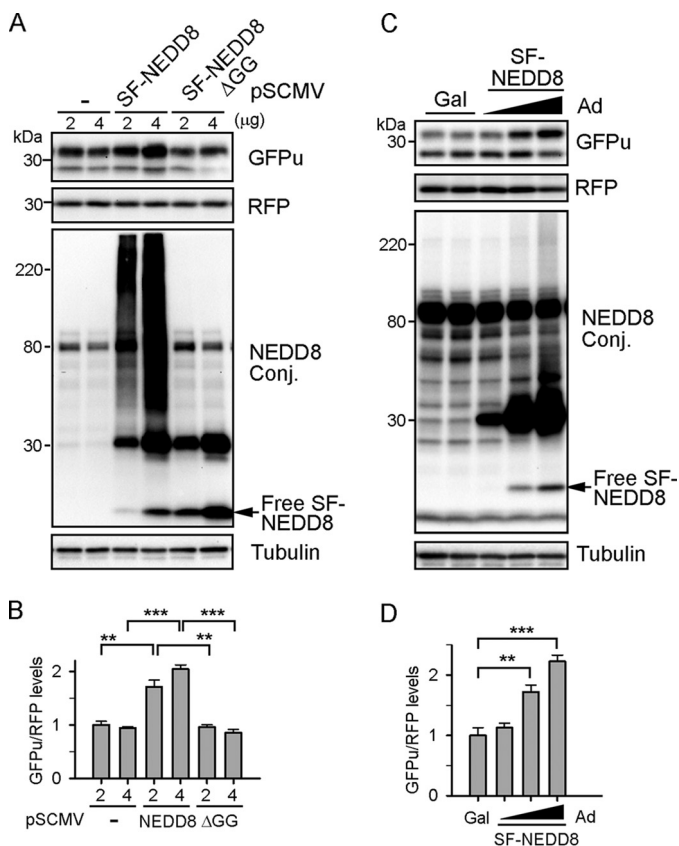 A
SF-NEDD8
SF-NEDD8
ΔGG
pSCMV
-
2 4 2 4 2 4 (μg)
kDa
30
GFPu
30
RFP
220
80
NEDD8
Conj.
30
Free SF-
NEDD8
Tubulin
B
** *** *** **
GFPu/RFP levels
2
1
0
2 4 2 4 2 4
pSCMV - NEDD8 ΔGG
C
SF-
NEDD8
Gal
Ad
kDa
30
GFPu
RFP
220
80
NEDD8
Conj.
30
Free SF-
NEDD8
Tubulin
D
***
**
GFPu/RFP levels
2
1
0
Gal
Ad
SF-NEDD8